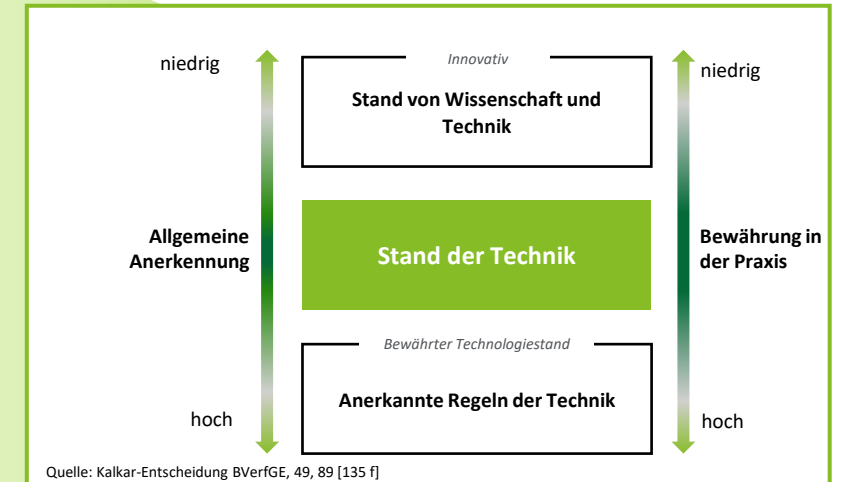 niedrig
Innovativ
niedrig
Stand von Wissenschaft und
Technik
Allgemeine
Anerkennung
Stand der Technik
Bewährung in
der Praxis
Bewährter Technologiestand
Anerkannte Regeln der Technik
hoch
hoch
Quelle: Kalkar-Entscheidung BVerfGE, 49, 89 [135 f]